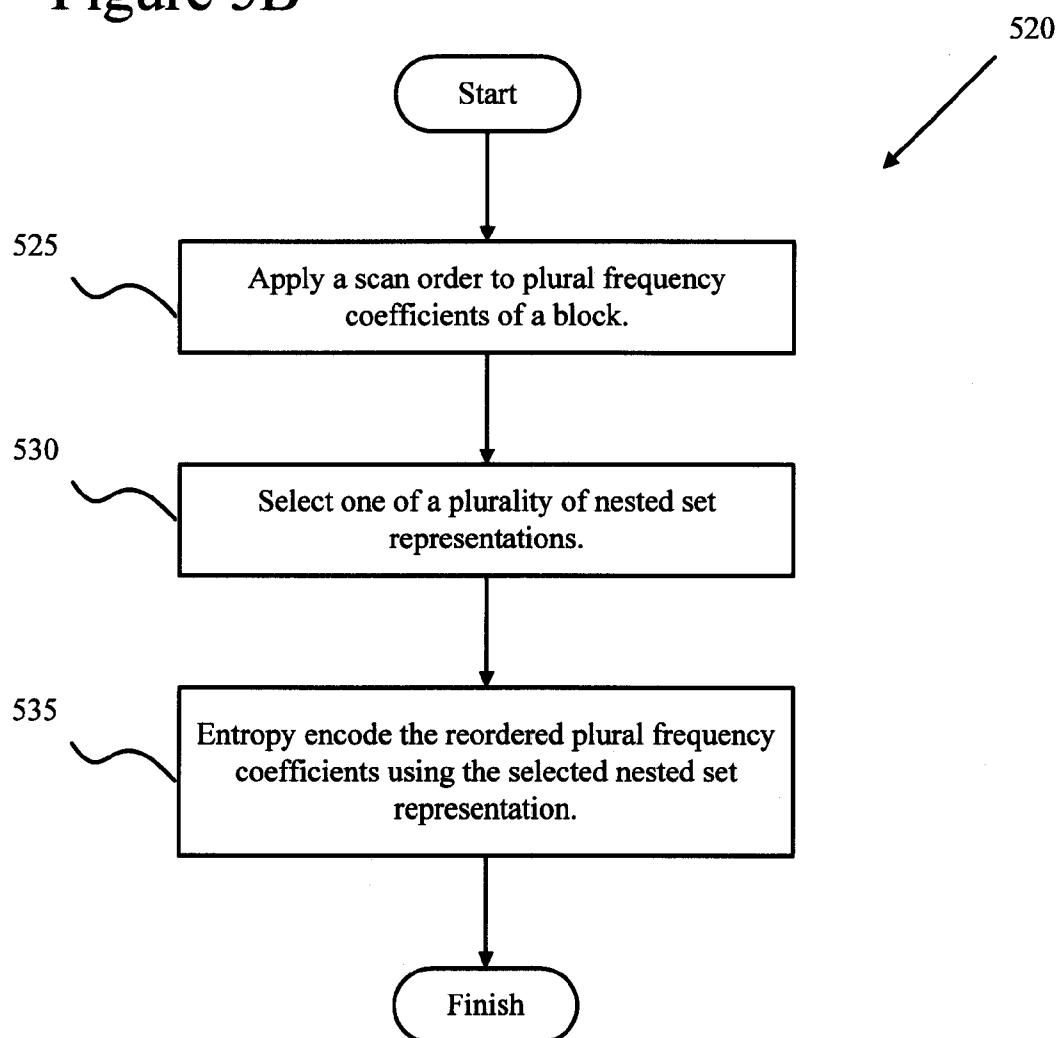 Figure 5B
520
Start
525
Apply a scan order to plural frequency
coefficients of a block.
530
Select one of a plurality of nested set
representations.
535
Entropy encode the reordered plural frequency
coefficients using the selected nested set
representation.
Finish